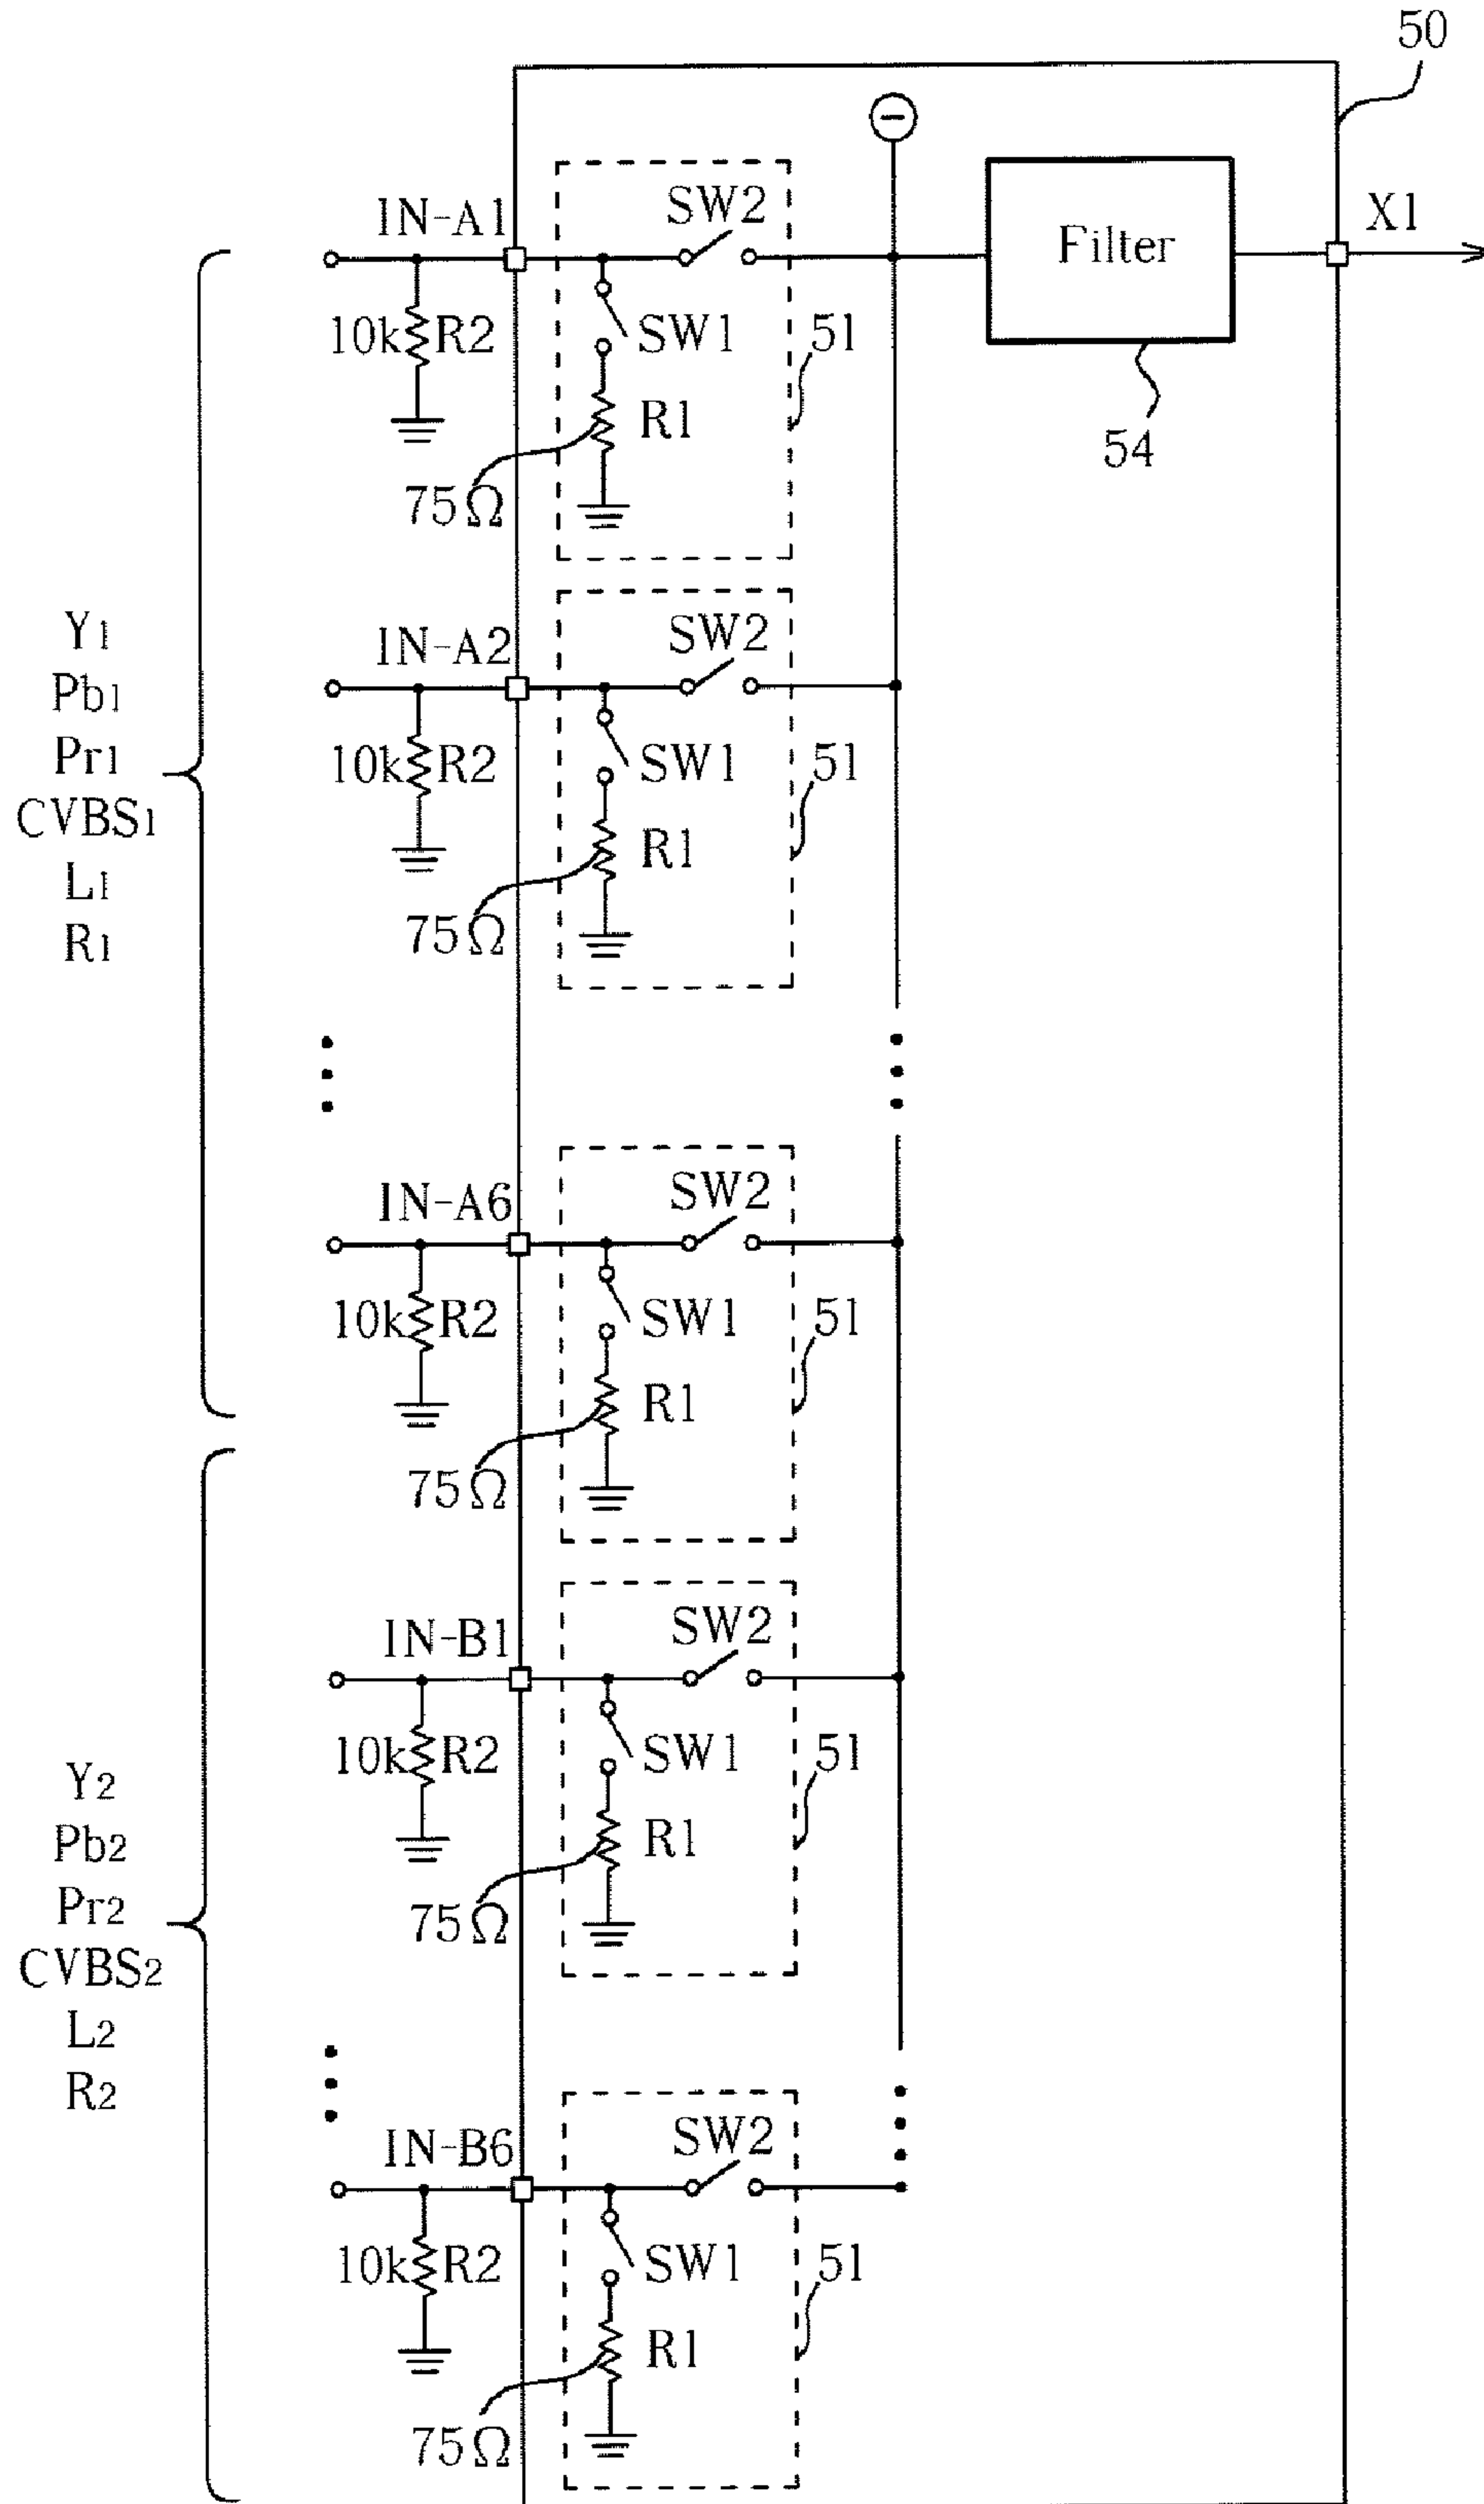 50
IN-A1
SW2
Filter
X1
10k
R2
SW1
51
R1
54
75Ω
Y1
Pb1
Pr1
CVBS1
L1
R1
IN-A2
SW2
10k
R2
SW1
51
R1
75Ω
IN-A6
SW2
10k
R2
SW1
51
R1
75Ω
IN-B1
SW2
10k
R2
SW1
51
R1
75Ω
Y2
Pb2
Pr2
CVBS2
L2
R2
IN-B6
SW2
10k
R2
SW1
51
R1
75Ω